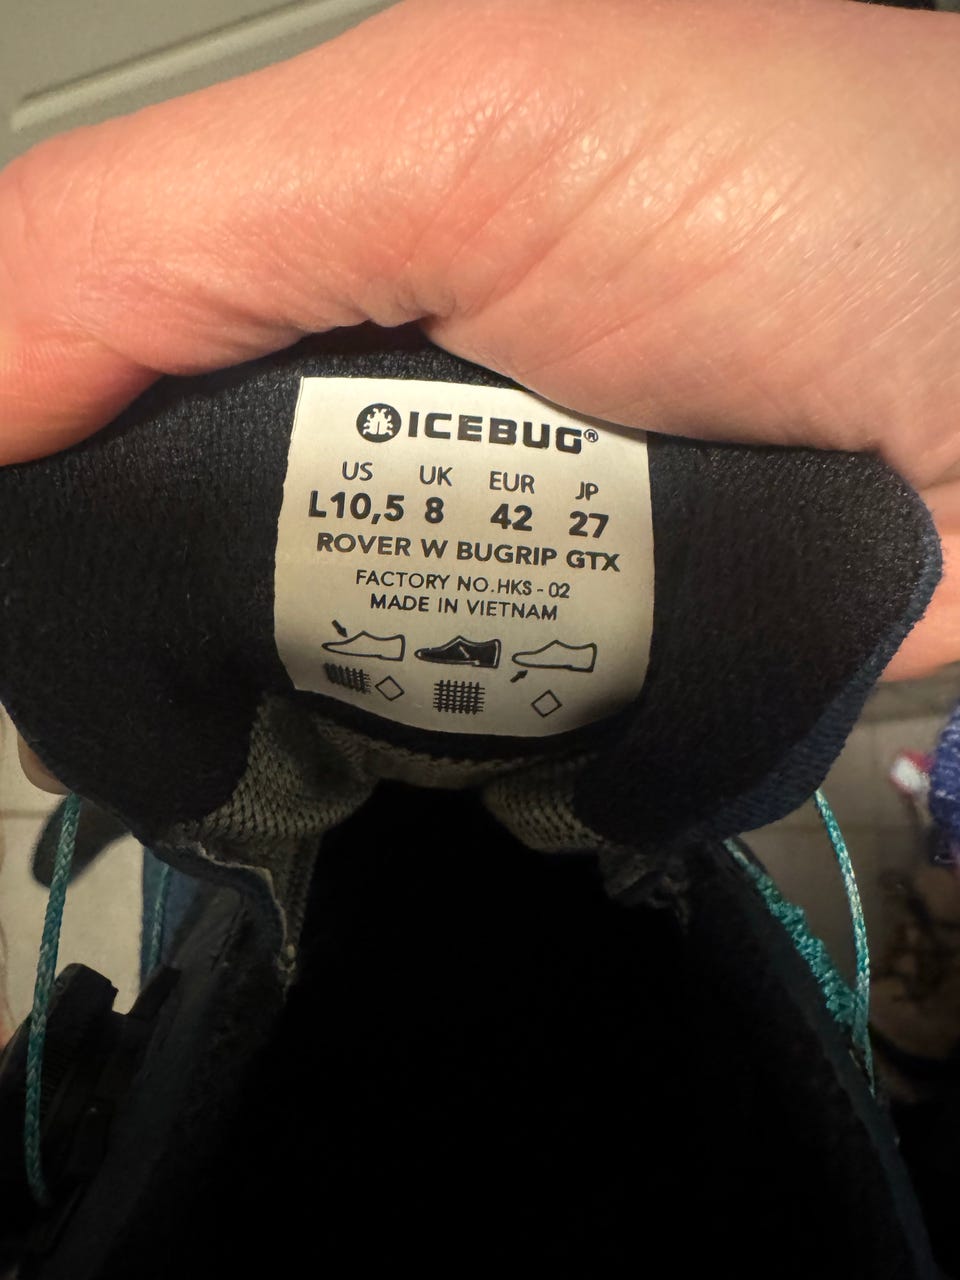 ICEBUG®
US UK EUR JP
L10,5 8 42 27
ROVER W BUGRIP GTX
FACTORY NO.HKS-02
MADE IN VIETNAM